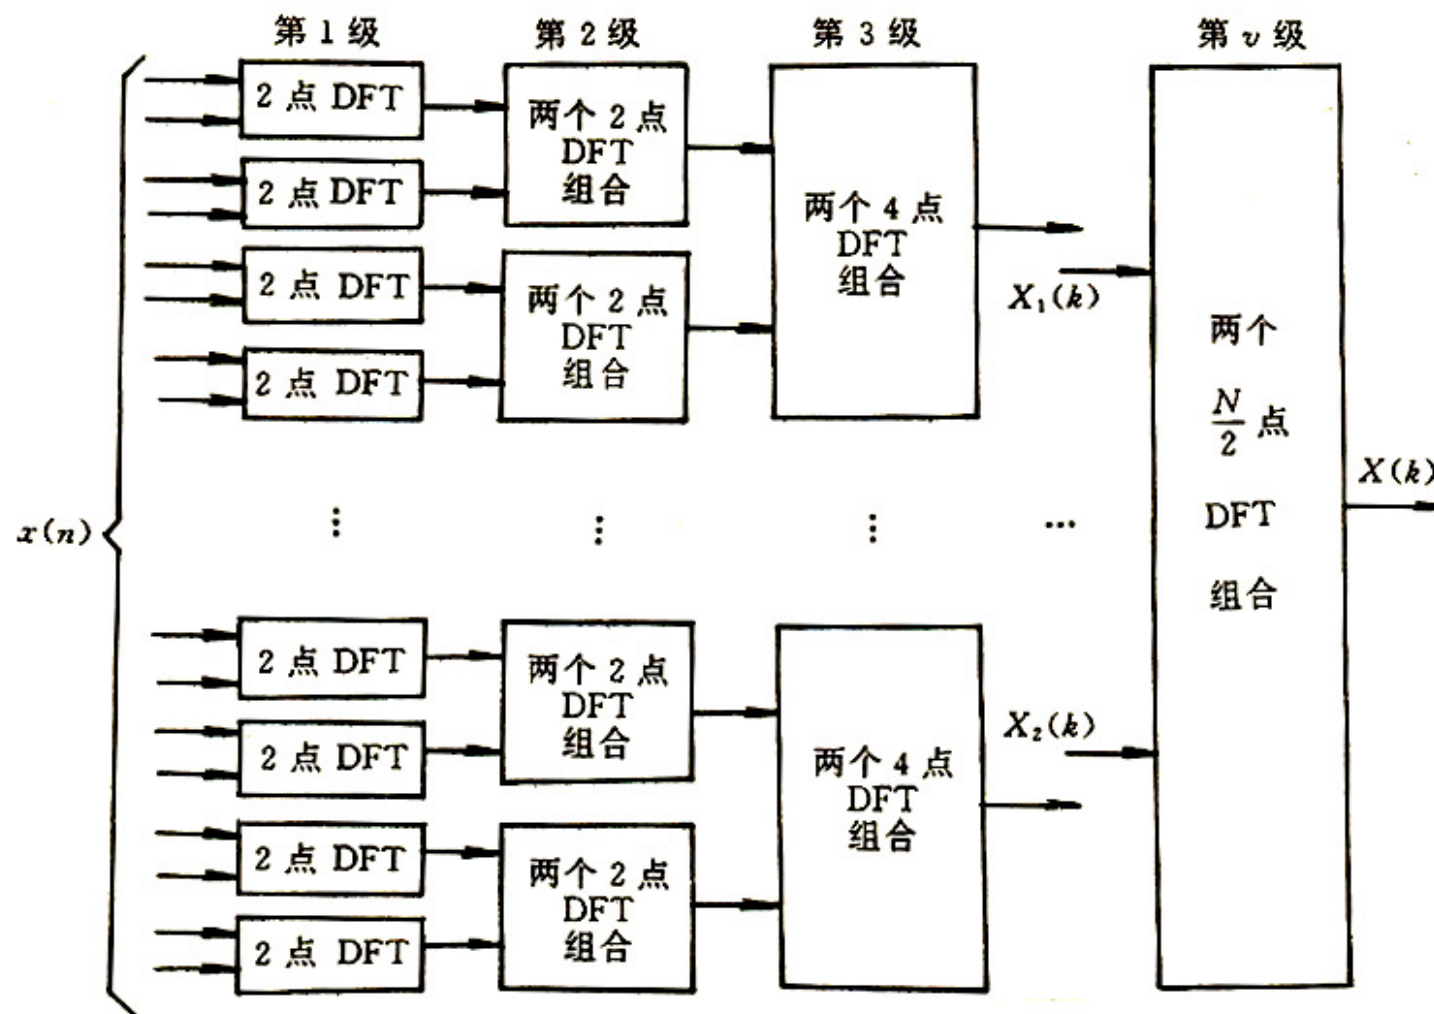 第1级
第2级
第3级
第v级
2点 DFT
2点 DFT
2点 DFT
2点 DFT
两个2点
DFT
组合
两个2点
DFT
组合
两个4点
DFT
组合
X₁(k)
两个
N/2 点
DFT
组合
X(k)
x(n)
⋮
⋮
⋮
…
2点 DFT
2点 DFT
2点 DFT
2点 DFT
两个2点
DFT
组合
两个2点
DFT
组合
两个4点
DFT
组合
X₂(k)